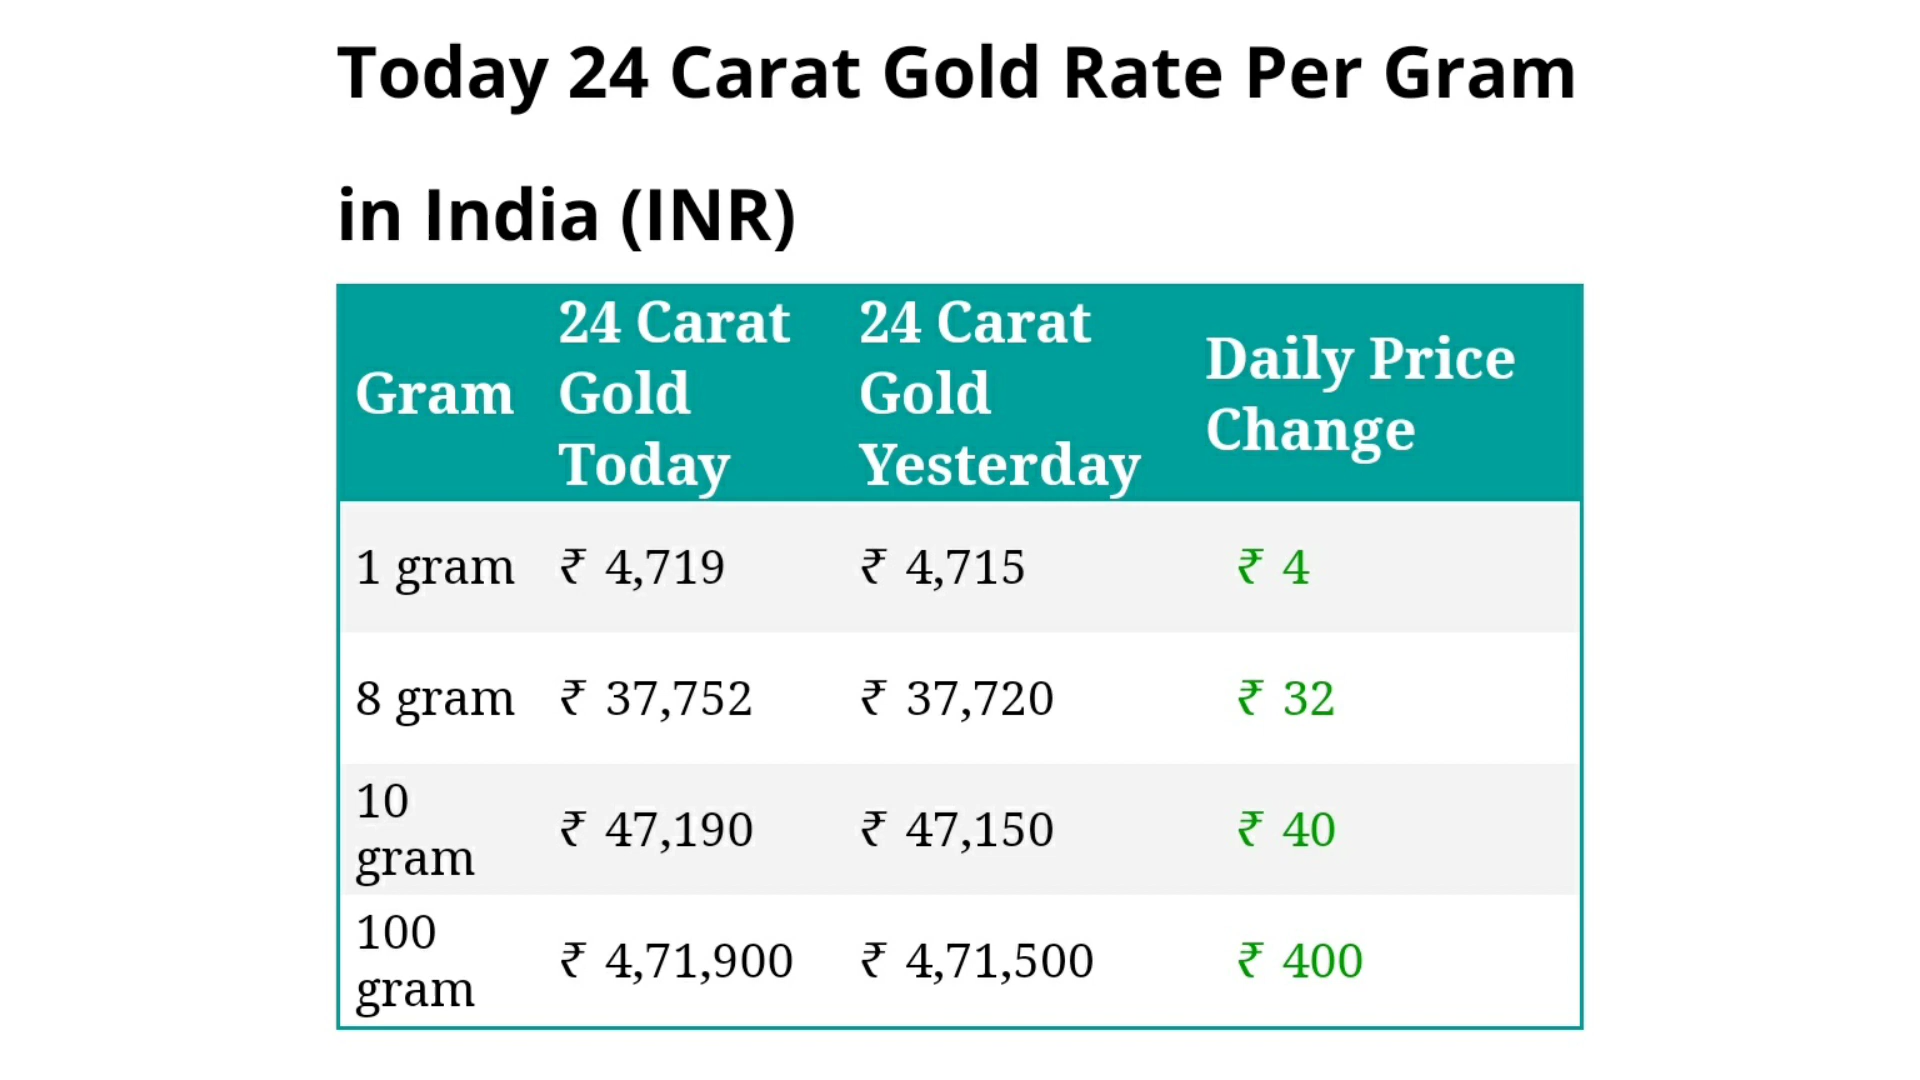 Today 24 Carat Gold Rate Per Gram
in India (INR)
Gram
24 Carat
Gold
Today
24 Carat
Gold
Yesterday
Daily Price
Change
1 gram ₹ 4,719 ₹ 4,715 ₹ 4
8 gram ₹ 37,752 ₹ 37,720 ₹ 32
10
gram ₹ 47,190 ₹ 47,150 ₹ 40
100
gram ₹ 4,71,900 ₹ 4,71,500 ₹ 400